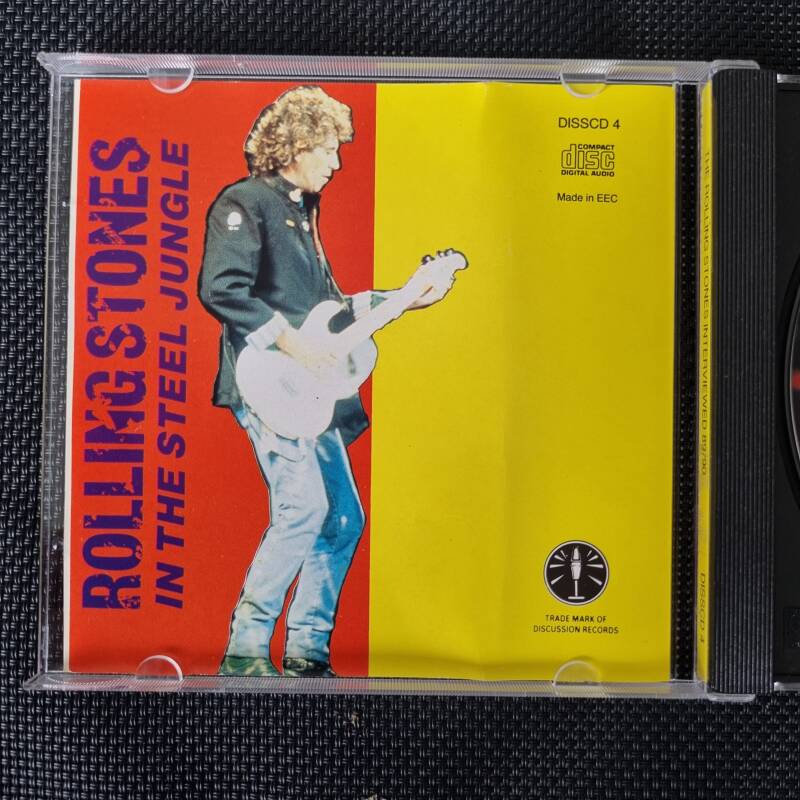 ROLLING STONES
IN THE STEEL JUNGLE
DISSCD 4
COMPACT
disc
DIGITAL AUDIO
Made in EEC
TRADE MARK OF
DISCUSSION RECORDS
THE ROLLING STONES INTERVIEWED 89/90
DISSCD 4